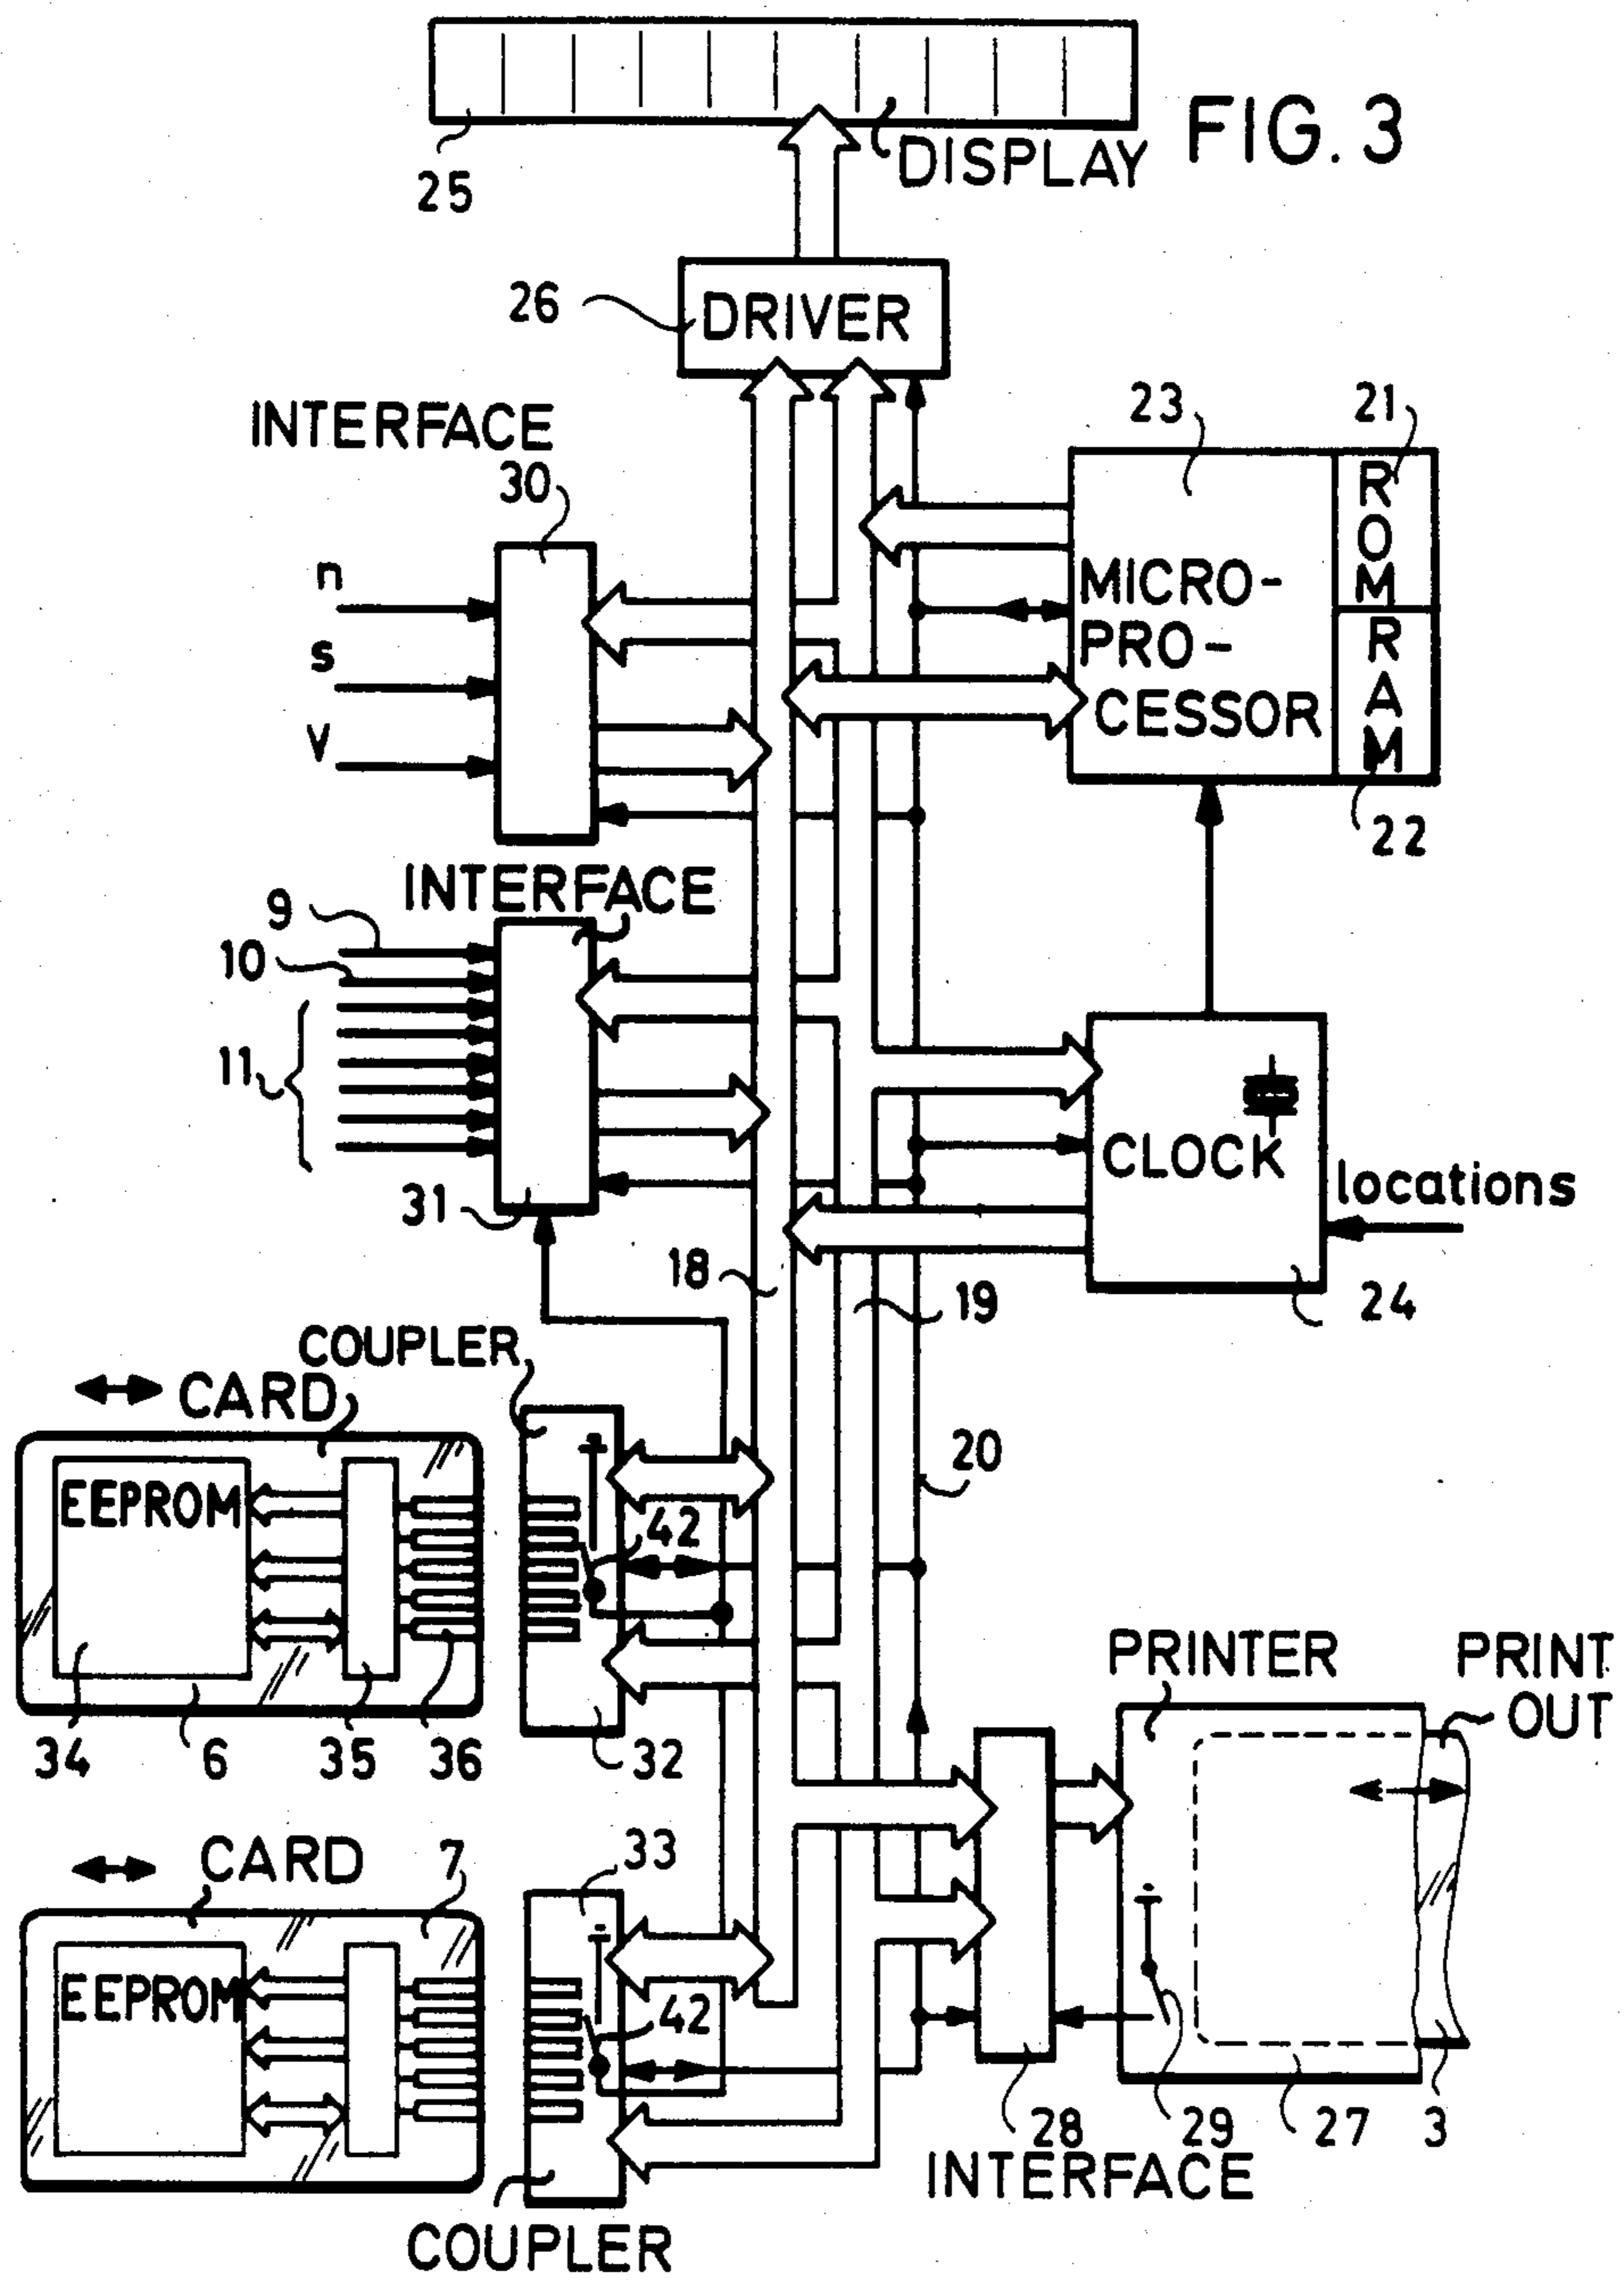 FIG. 3
25
DISPLAY
26
DRIVER
INTERFACE
30
n
s
v
23
21
ROM
MICRO-
PRO-
CESSOR
RAM
22
INTERFACE
9
10
11
31
CLOCK
locations
24
18
19
20
COUPLER
CARD
EEPROM
42
34
6
35
36
32
PRINTER
PRINT
OUT
CARD
7
33
EEPROM
42
28
29
27
3
INTERFACE
COUPLER